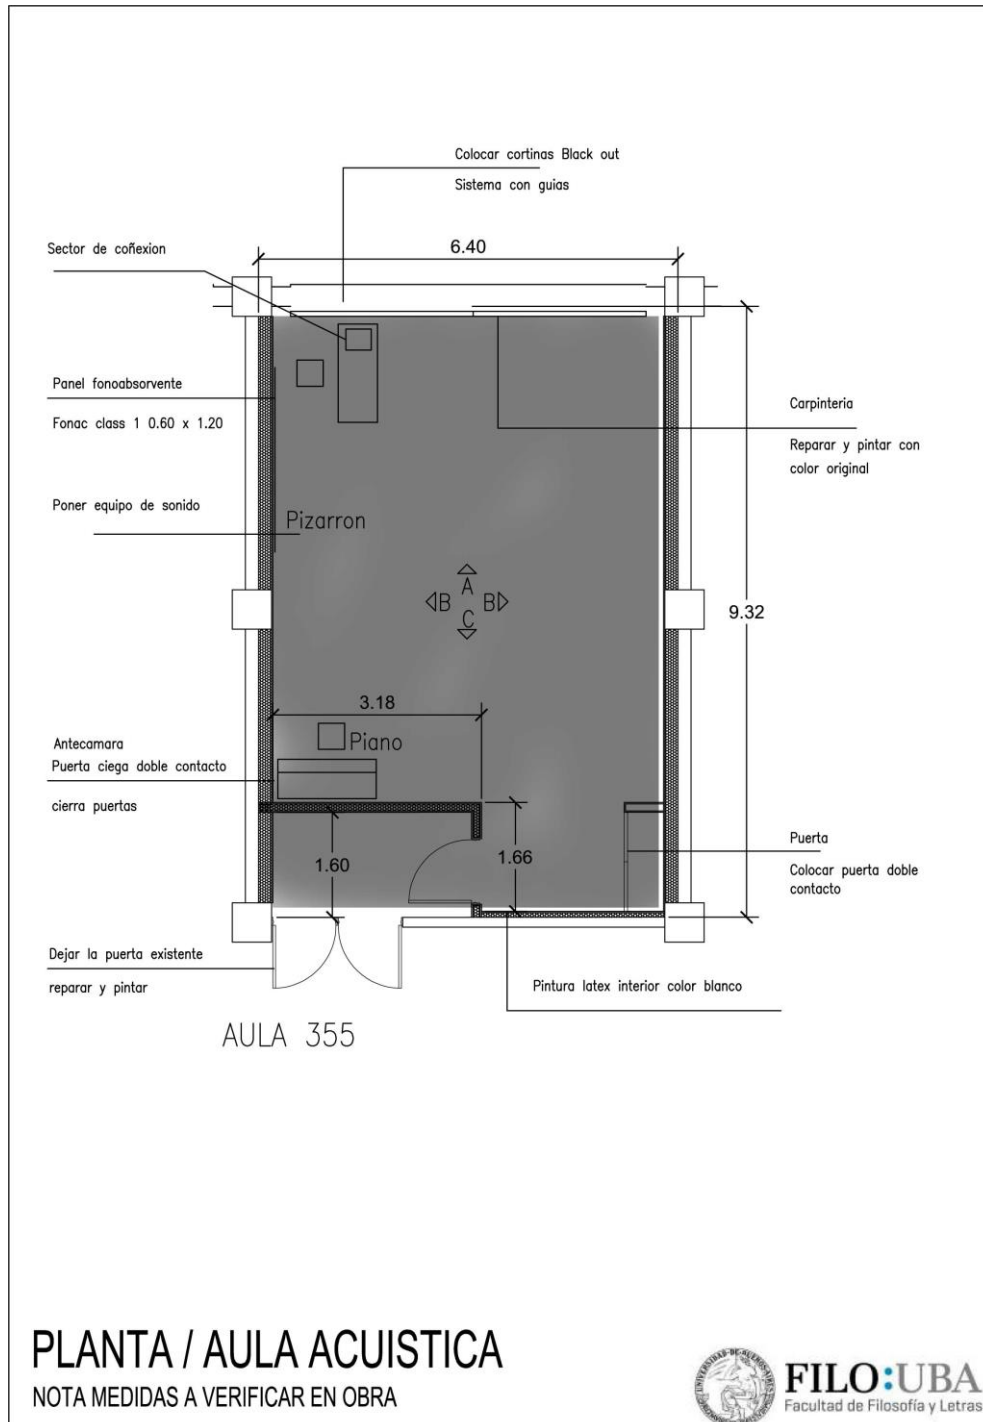 Colocar cortinas Black out
Sistema con guias
Sector de coñexion
6.40
Panel fonoabsorvente
Fonac class 1 0.60 x 1.20
Carpinteria
Reparar y pintar con
color original
Poner equipo de sonido
Pizarron
A
B B
C
9.32
3.18
Piano
Antecamara
Puerta ciega doble contacto
cierra puertas
1.60
1.66
Puerta
Colocar puerta doble
contacto
Dejar la puerta existente
reparar y pintar
Pintura latex interior color blanco
AULA 355
PLANTA / AULA ACUISTICA
NOTA MEDIDAS A VERIFICAR EN OBRA
FILO:UBA
Facultad de Filosofía y Letras